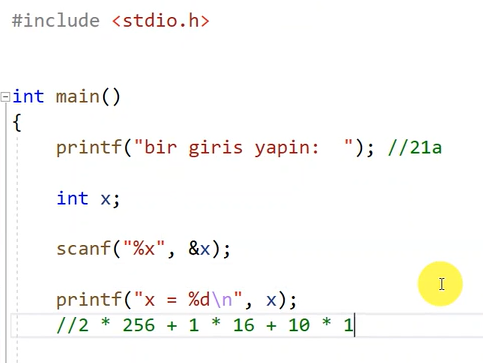 #include <stdio.h>
int main()
{
printf("bir giris yapin:  "); //21a
int x;
scanf("%x", &x);
printf("x = %d\n", x);
//2 * 256 + 1 * 16 + 10 * 1